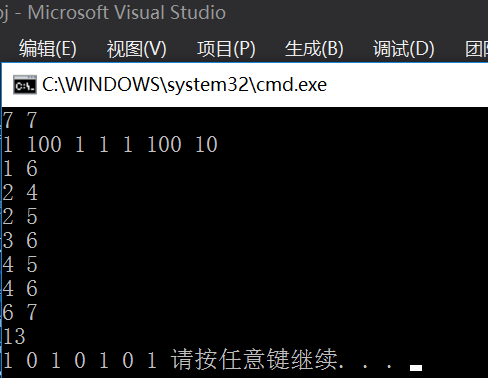 oj - Microsoft Visual Studio
编辑(E) 视图(V) 项目(P) 生成(B) 调试(D) 团队
C:\WINDOWS\system32\cmd.exe
7 7
1 100 1 1 1 100 10
1 6
2 4
2 5
3 6
4 5
4 6
6 7
13
1 0 1 0 1 0 1 请按任意键继续. . .